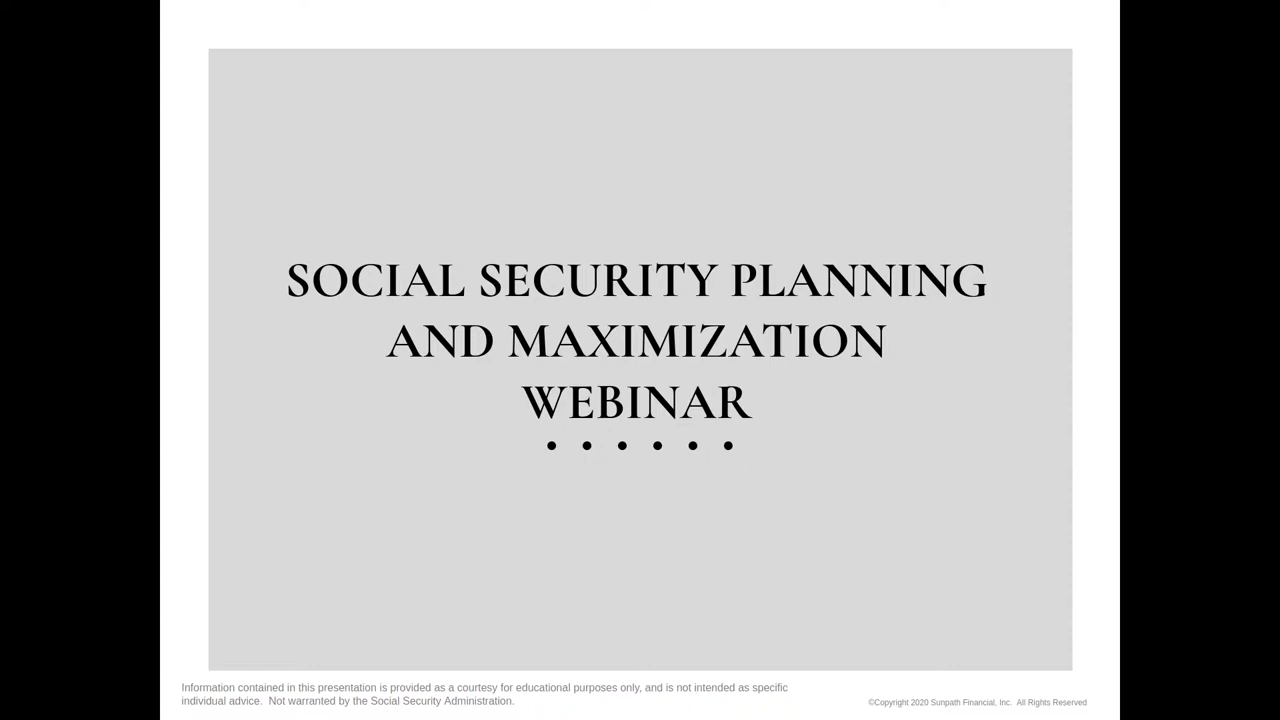 SOCIAL SECURITY PLANNING
AND MAXIMIZATION
WEBINAR
Information contained in this presentation is provided as a courtesy for educational purposes only, and is not intended as specific
individual advice.  Not warranted by the Social Security Administration.
©Copyright 2020 Sunpath Financial, Inc.  All Rights Reserved